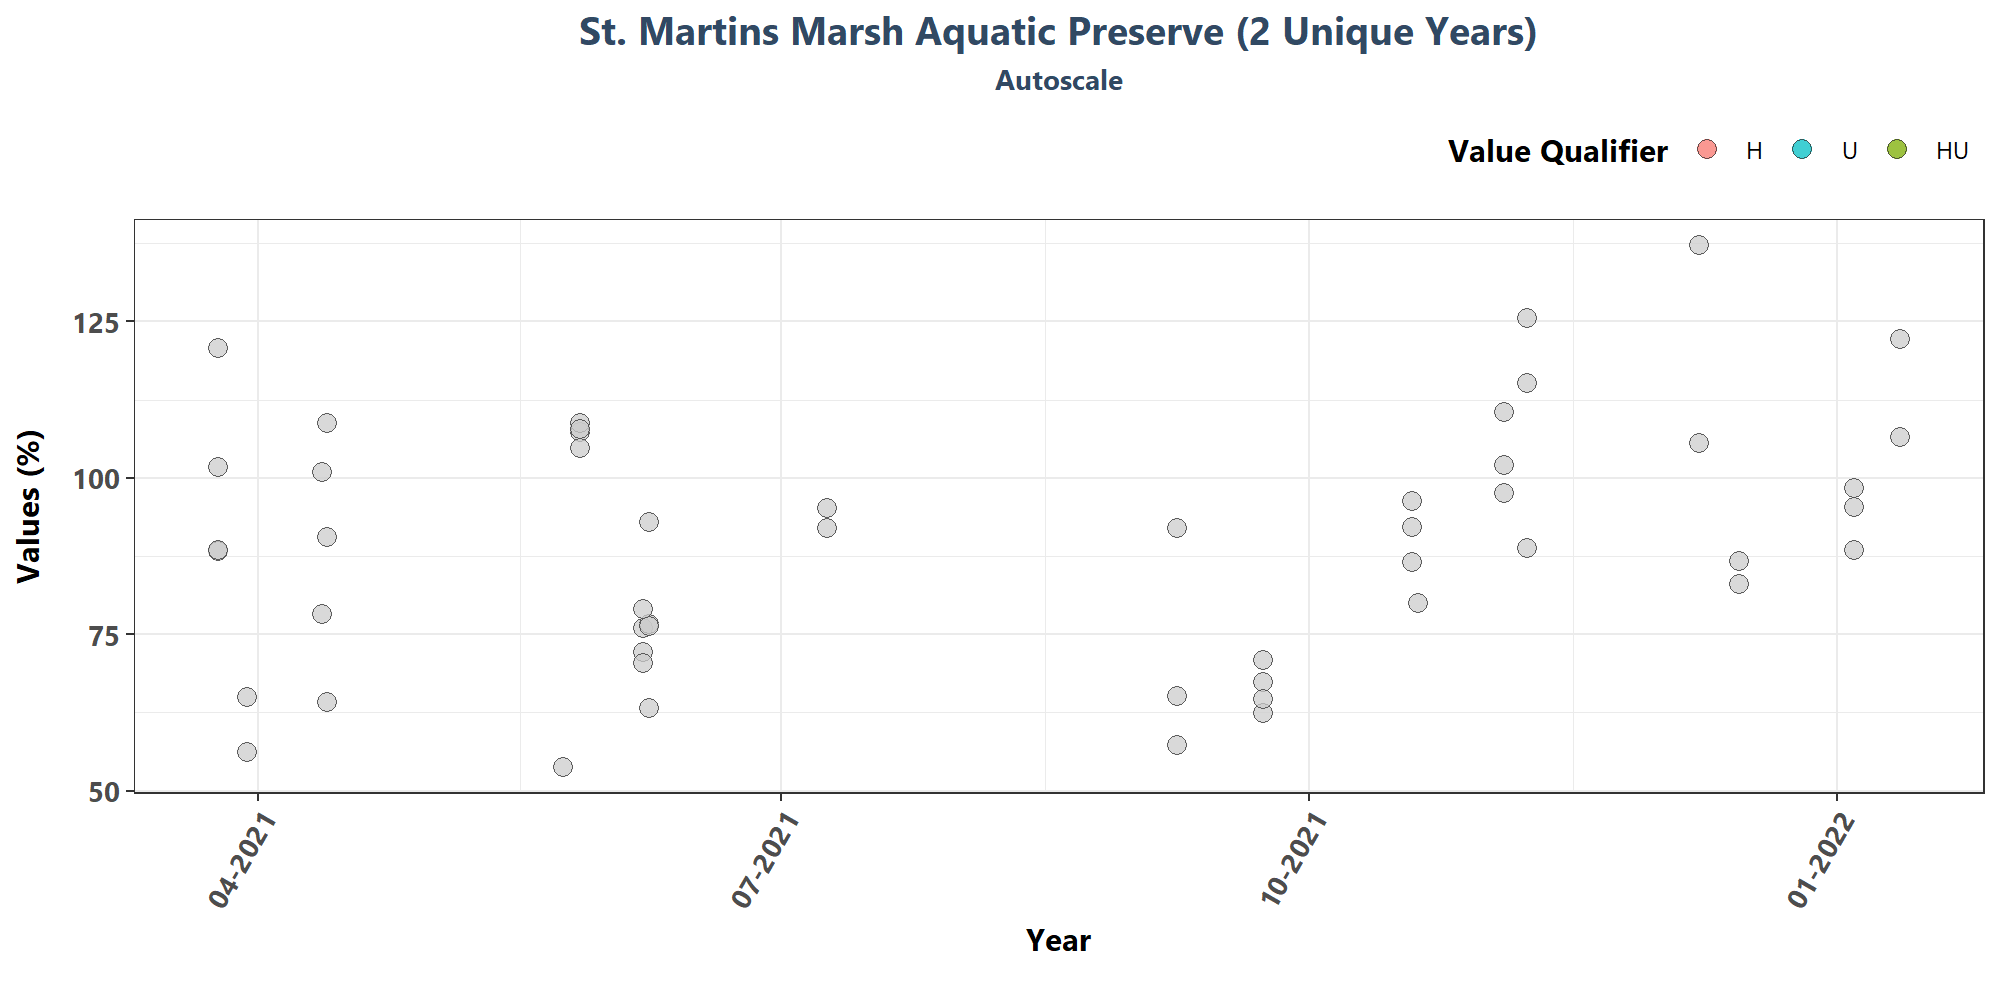 St. Martins Marsh Aquatic Preserve (2 Unique Years)
Autoscale
Value Qualifier H U HU
Values (%)
125
100
75
50
04-2021 07-2021 10-2021 01-2022
Year